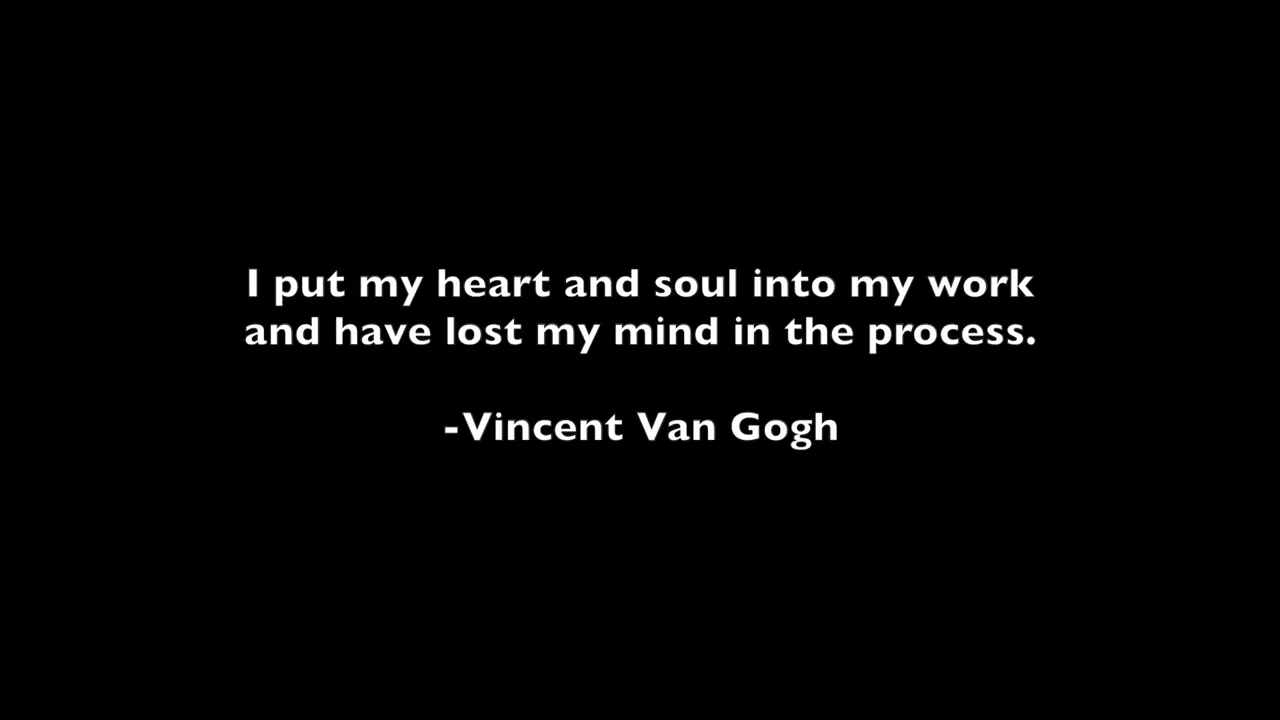 I put my heart and soul into my work
and have lost my mind in the process.
-Vincent Van Gogh